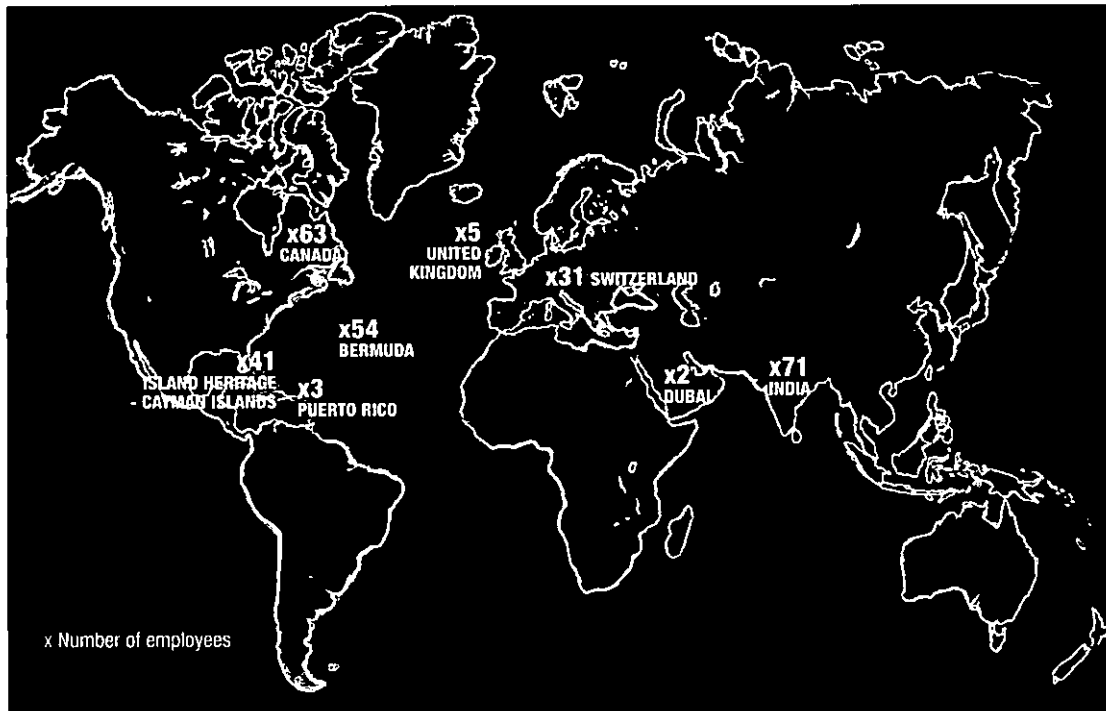 x63
CANADA
x5
UNITED
KINGDOM
x31 SWITZERLAND
x54
BERMUDA
x41
ISLAND HERITAGE
- CAYMAN ISLANDS
x3
PUERTO RICO
x2
DUBAI
x71
INDIA
x Number of employees